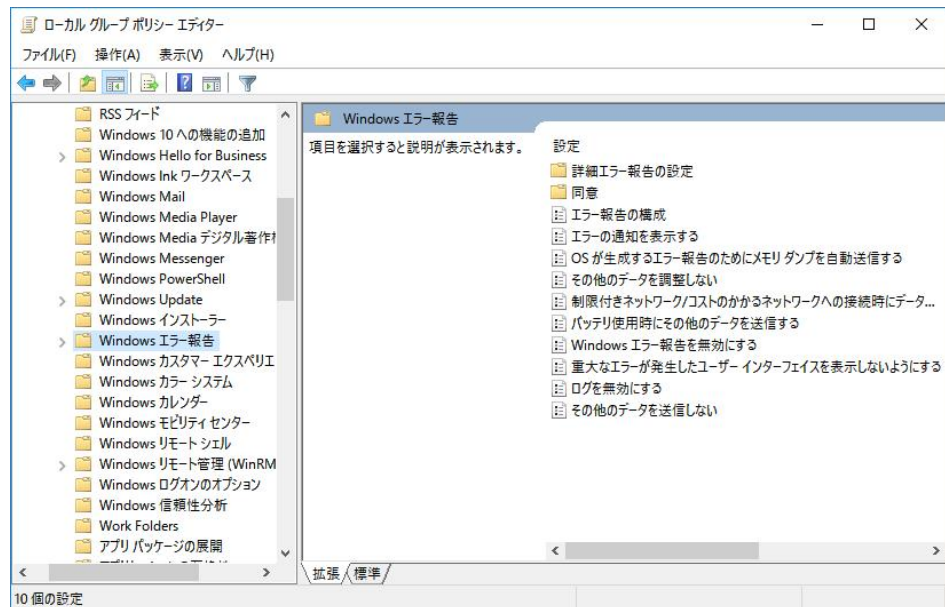 ローカル グループ ポリシー エディター
ファイル(F) 操作(A) 表示(V) ヘルプ(H)
RSS フィード
Windows 10 への機能の追加
Windows Hello for Business
Windows Ink ワークスペース
Windows Mail
Windows Media Player
Windows Media デジタル著作権
Windows Messenger
Windows PowerShell
Windows Update
Windows インストーラー
Windows エラー報告
Windows カスタマー エクスペリエ
Windows カラー システム
Windows カレンダー
Windows モビリティ センター
Windows リモート シェル
Windows リモート管理 (WinRM
Windows ログオンのオプション
Windows 信頼性分析
Work Folders
アプリ パッケージの展開
Windows エラー報告
項目を選択すると説明が表示されます。
設定
詳細エラー報告の設定
同意
エラー報告の構成
エラーの通知を表示する
OS が生成するエラー報告のためにメモリ ダンプを自動送信する
その他のデータを調整しない
制限付きネットワーク/コストのかかるネットワークへの接続時にデータ...
バッテリ使用時にその他のデータを送信する
Windows エラー報告を無効にする
重大なエラーが発生したユーザー インターフェイスを表示しないようにする
ログを無効にする
その他のデータを送信しない
拡張 標準
10 個の設定